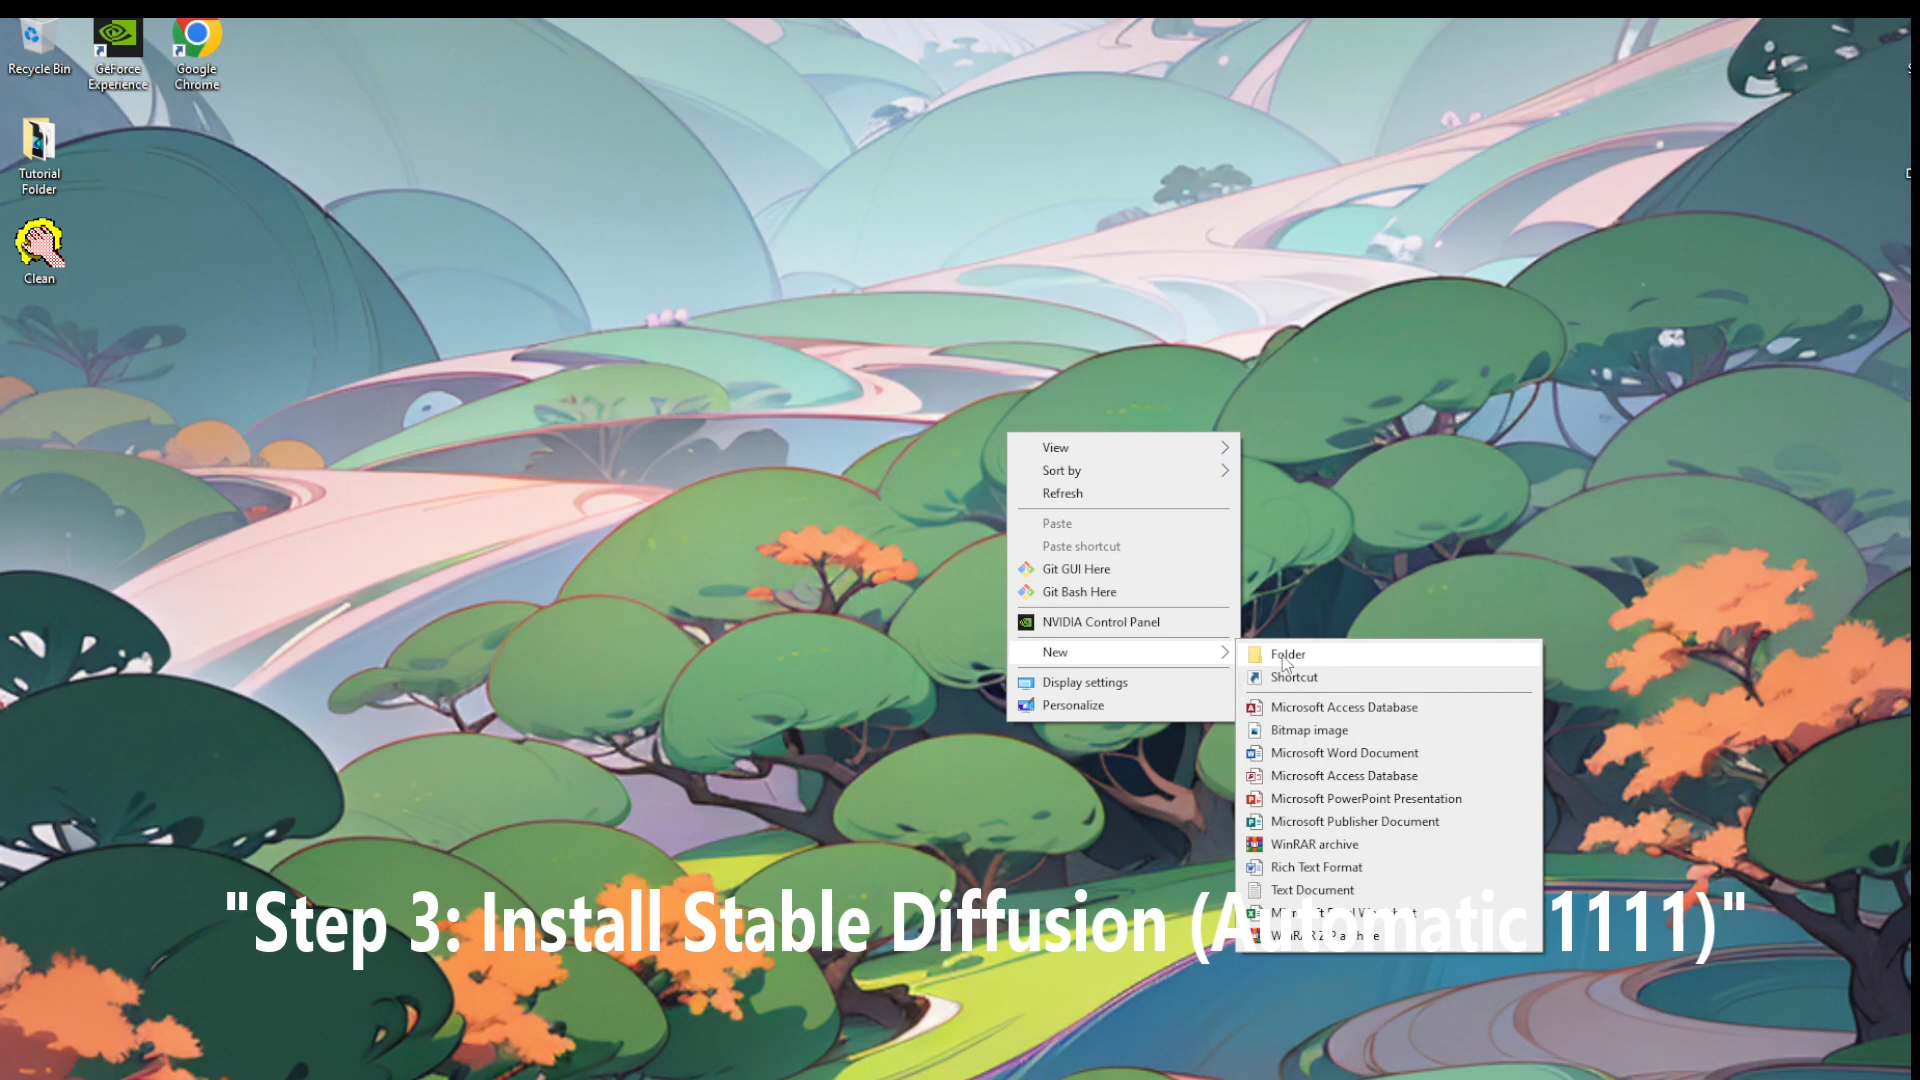 Recycle Bin
GeForce
Experience
Google
Chrome
Tutorial
Folder
Clean
View
Sort by
Refresh
Paste
Paste shortcut
Git GUI Here
Git Bash Here
NVIDIA Control Panel
New
Display settings
Personalize
Folder
Shortcut
Microsoft Access Database
Bitmap image
Microsoft Word Document
Microsoft Access Database
Microsoft PowerPoint Presentation
Microsoft Publisher Document
WinRAR archive
Rich Text Format
Text Document
"Step 3: Install Stable Diffusion (Automatic 1111)"